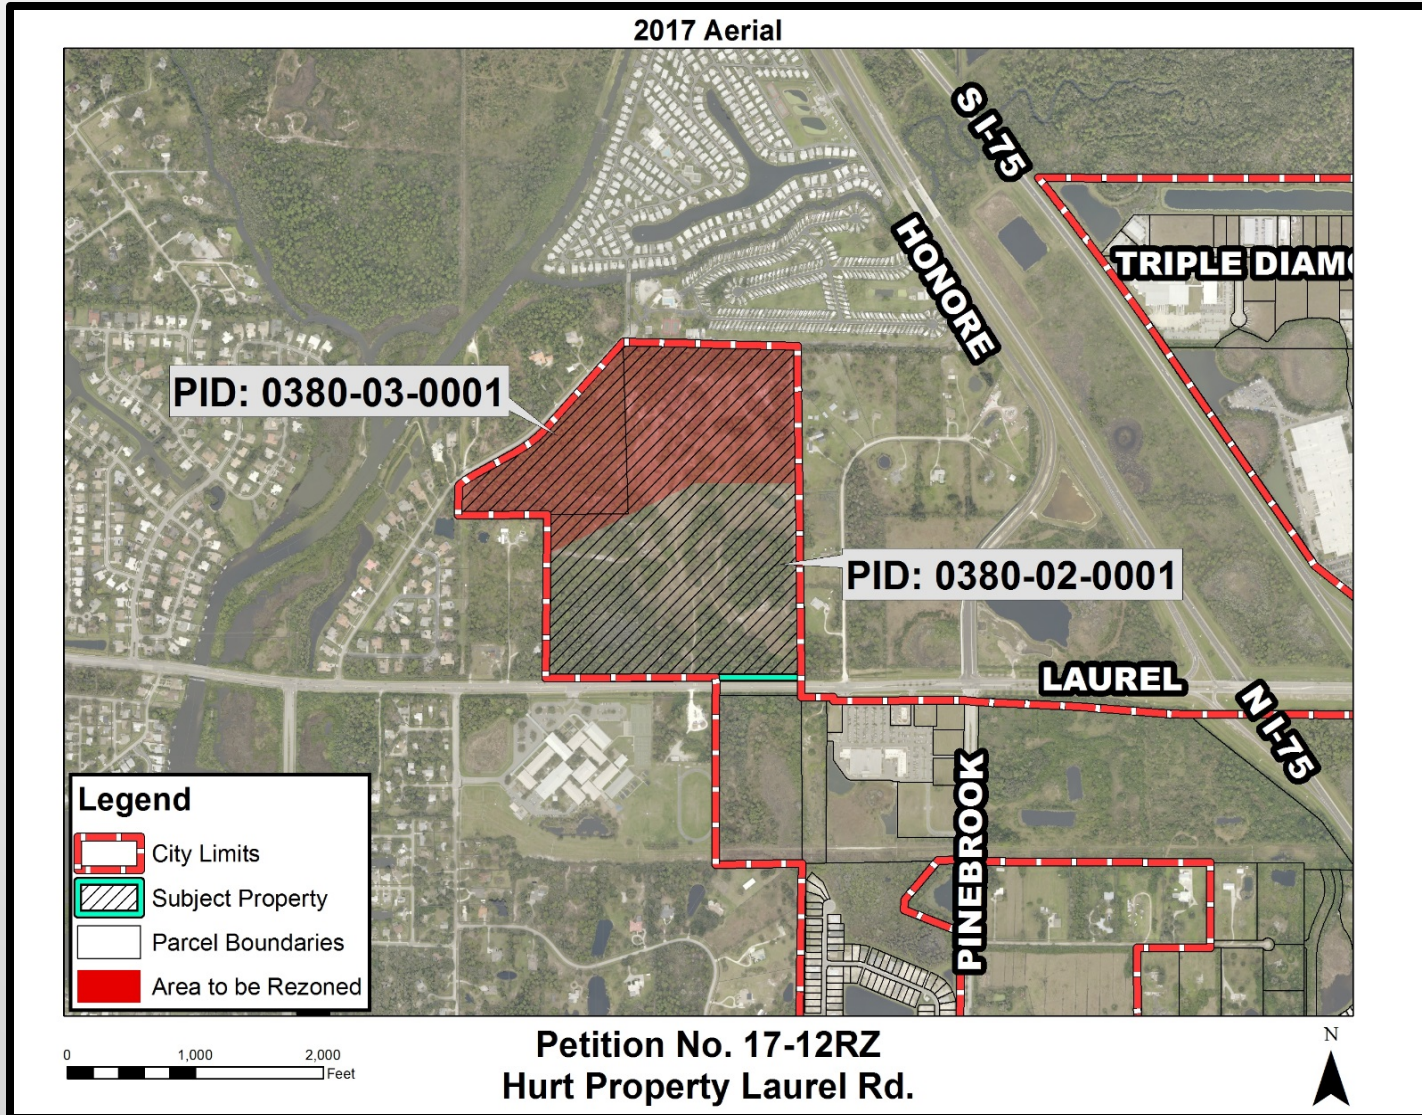 2017 Aerial
S I-75
HONORE
TRIPLE DIAMO
PID: 0380-03-0001
PID: 0380-02-0001
LAUREL
N I-75
PINEBROOK
Legend
City Limits
Subject Property
Parcel Boundaries
Area to be Rezoned
0 1,000 2,000
Feet
Petition No. 17-12RZ
Hurt Property Laurel Rd.
N